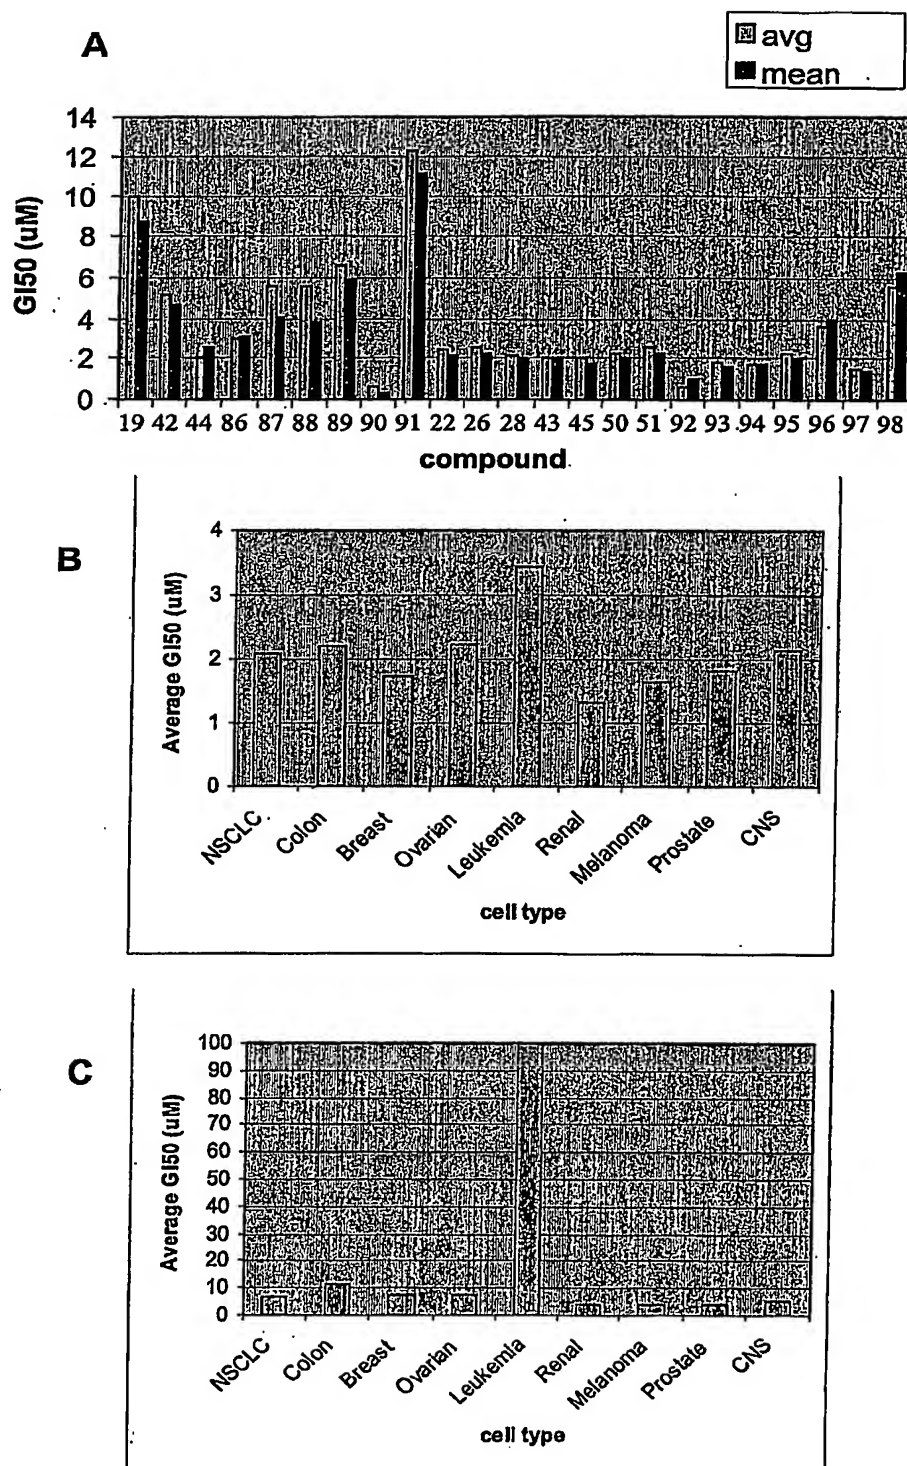 A
avg
mean
14
12
10
8
6
4
2
0
GI50 (uM)
19 42 44 86 87 88 89 90 91 22 26 28 43 45 50 51 92 93 94 95 96 97 98
compound
B
4
3
2
1
0
Average GI50 (uM)
NSCLC Colon Breast Ovarian Leukemia Renal Melanoma Prostate CNS
cell type
C
100
90
80
70
60
50
40
30
20
10
0
Average GI50 (uM)
NSCLC Colon Breast Ovarian Leukemia Renal Melanoma Prostate CNS
cell type